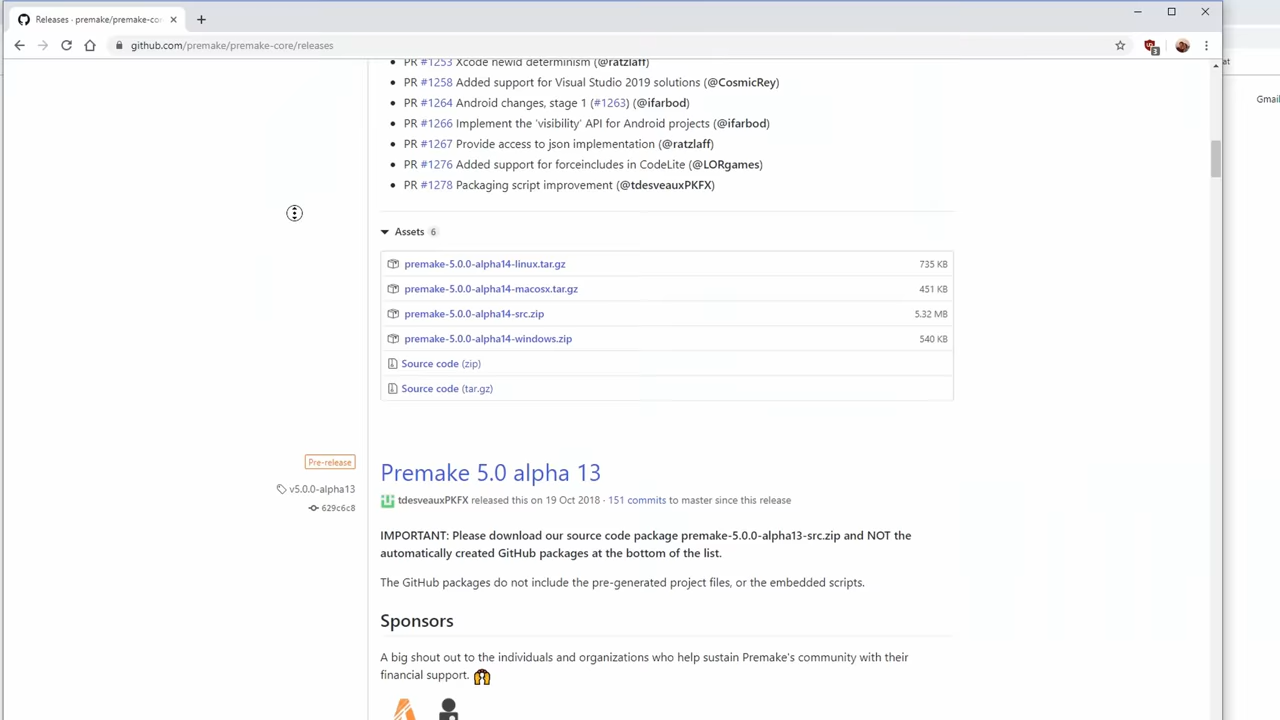 Releases · premake/premake-co
github.com/premake/premake-core/releases
3
at
Gmail
PR #1253 Xcode newid determinism (@ratzlaff)
PR #1258 Added support for Visual Studio 2019 solutions (@CosmicRey)
PR #1264 Android changes, stage 1 (#1263) (@ifarbod)
PR #1266 Implement the 'visibility' API for Android projects (@ifarbod)
PR #1267 Provide access to json implementation (@ratzlaff)
PR #1276 Added support for forceincludes in CodeLite (@LORgames)
PR #1278 Packaging script improvement (@tdesveauxPKFX)
Assets 6
premake-5.0.0-alpha14-linux.tar.gz 735 KB
premake-5.0.0-alpha14-macosx.tar.gz 451 KB
premake-5.0.0-alpha14-src.zip 5.32 MB
premake-5.0.0-alpha14-windows.zip 540 KB
Source code (zip)
Source code (tar.gz)
Pre-release
v5.0.0-alpha13
629c6c8
Premake 5.0 alpha 13
tdesveauxPKFX released this on 19 Oct 2018 · 151 commits to master since this release
IMPORTANT: Please download our source code package premake-5.0.0-alpha13-src.zip and NOT the
automatically created GitHub packages at the bottom of the list.
The GitHub packages do not include the pre-generated project files, or the embedded scripts.
Sponsors
A big shout out to the individuals and organizations who help sustain Premake's community with their
financial support.